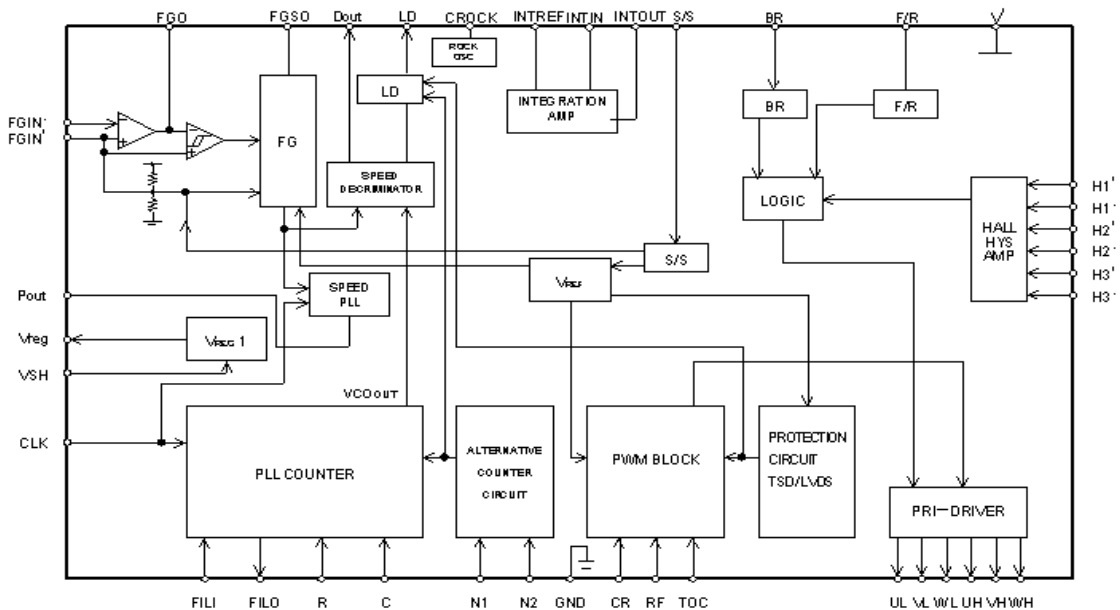 FGO FGSO Dout LD CROCK INTREF INTIN INTOUT S/S BR F/R V'
ROCK
OSC
LD
INTEGRATION
AMP
BR
F/R
FGIN-
FGIN'
FG
SPEED
DECRIMINATOR
LOGIC
HALL
HYS
AMP
H1'
H1-
H2'
H2-
H3'
H3-
S/S
VREF
SPEED
PLL
Pout
Vreg
VREG 1
VSH
VCOOUT
CLK
PLL COUNTER
ALTERNATIVE
COUNTER
CIRCUIT
PWM BLOCK
PROTECTION
CIRCUIT
TSD/LVDS
PRI-DRIVER
FILI FILO R C N1 N2 GND CR RF TOC UL VL WL UH VH WH